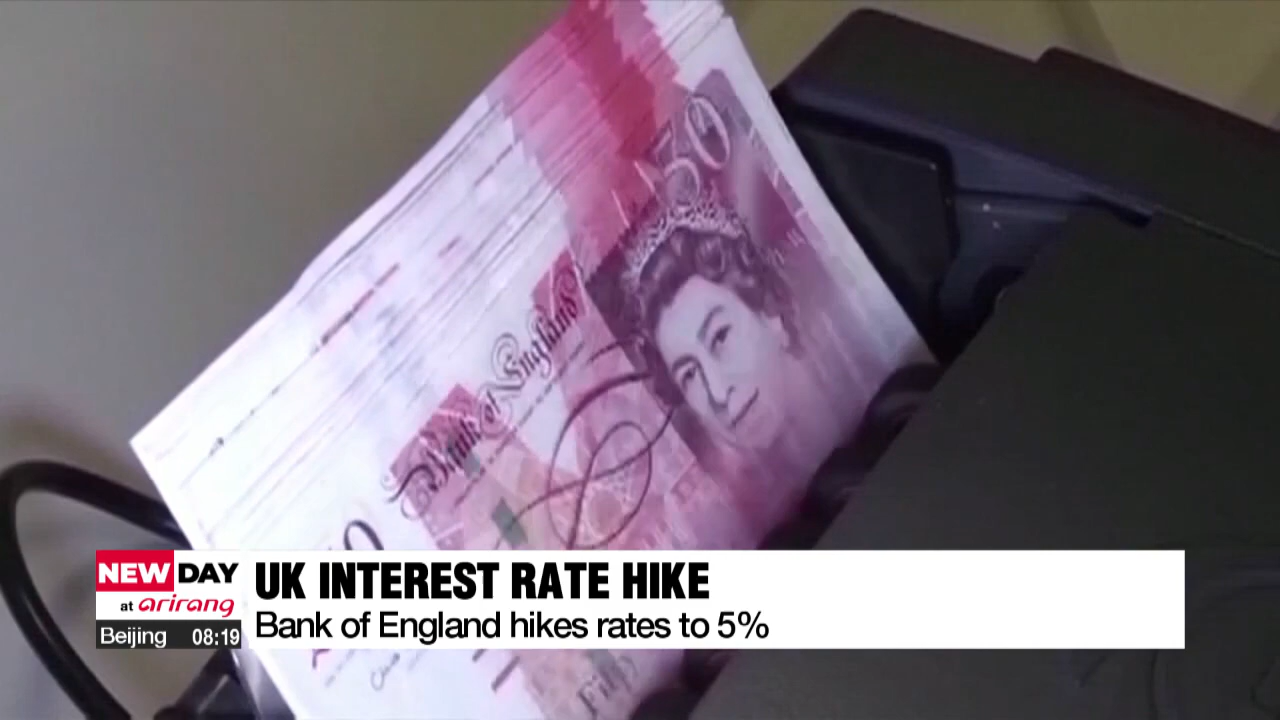 50
Bank of England
Fifty
NEW DAY
at arirang
Beijing 08:19
UK INTEREST RATE HIKE
Bank of England hikes rates to 5%